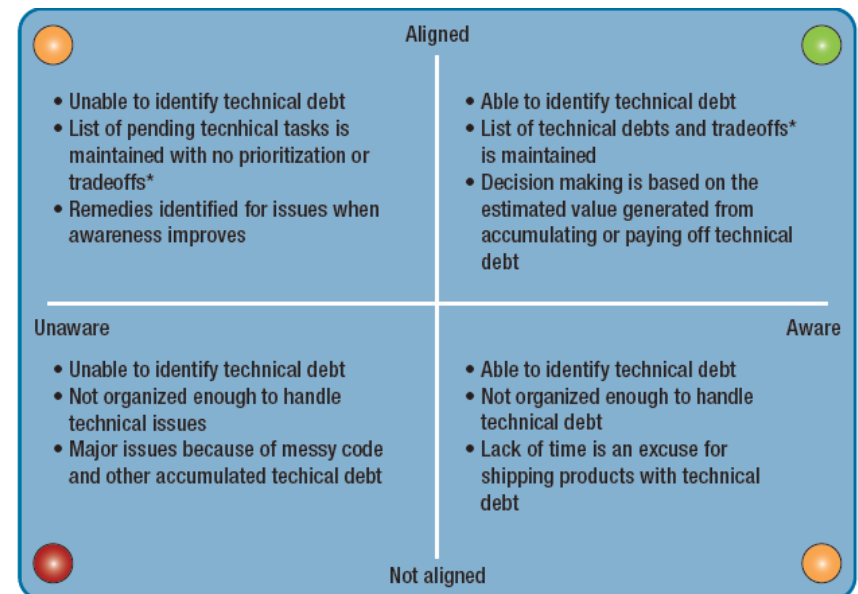 Aligned
• Unable to identify technical debt
• List of pending tecnhical tasks is
maintained with no prioritization or
tradeoffs*
• Remedies identified for issues when
awareness improves
• Able to identify technical debt
• List of technical debts and tradeoffs*
is maintained
• Decision making is based on the
estimated value generated from
accumulating or paying off technical
debt
Unaware
Aware
• Unable to identify technical debt
• Not organized enough to handle
technical issues
• Major issues because of messy code
and other accumulated techical debt
• Able to identify technical debt
• Not organized enough to handle
technical debt
• Lack of time is an excuse for
shipping products with technical
debt
Not aligned